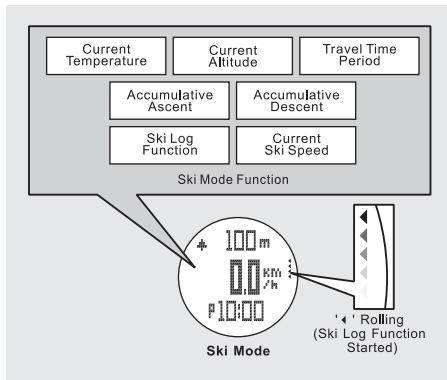 Current
Temperature
Current
Altitude
Travel Time
Period
Accumulative
Ascent
Accumulative
Descent
Ski Log
Function
Current
Ski Speed
Ski Mode Function
100m
0.0 KM/h
P10:00
Ski Mode
'◂' Rolling
(Ski Log Function
Started)